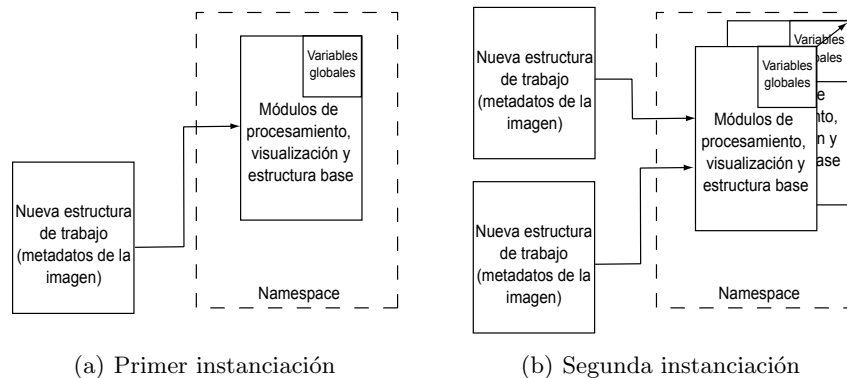 Variables
globales
Módulos de
procesamiento,
visualización y
estructura base
Nueva estructura
de trabajo
(metadatos de la
imagen)
Namespace
(a) Primer instanciación
Nueva estructura
de trabajo
(metadatos de la
imagen)
Nueva estructura
de trabajo
(metadatos de la
imagen)
Variables
globales
Módulos de
procesamiento,
visualización y
estructura base
Namespace
(b) Segunda instanciación